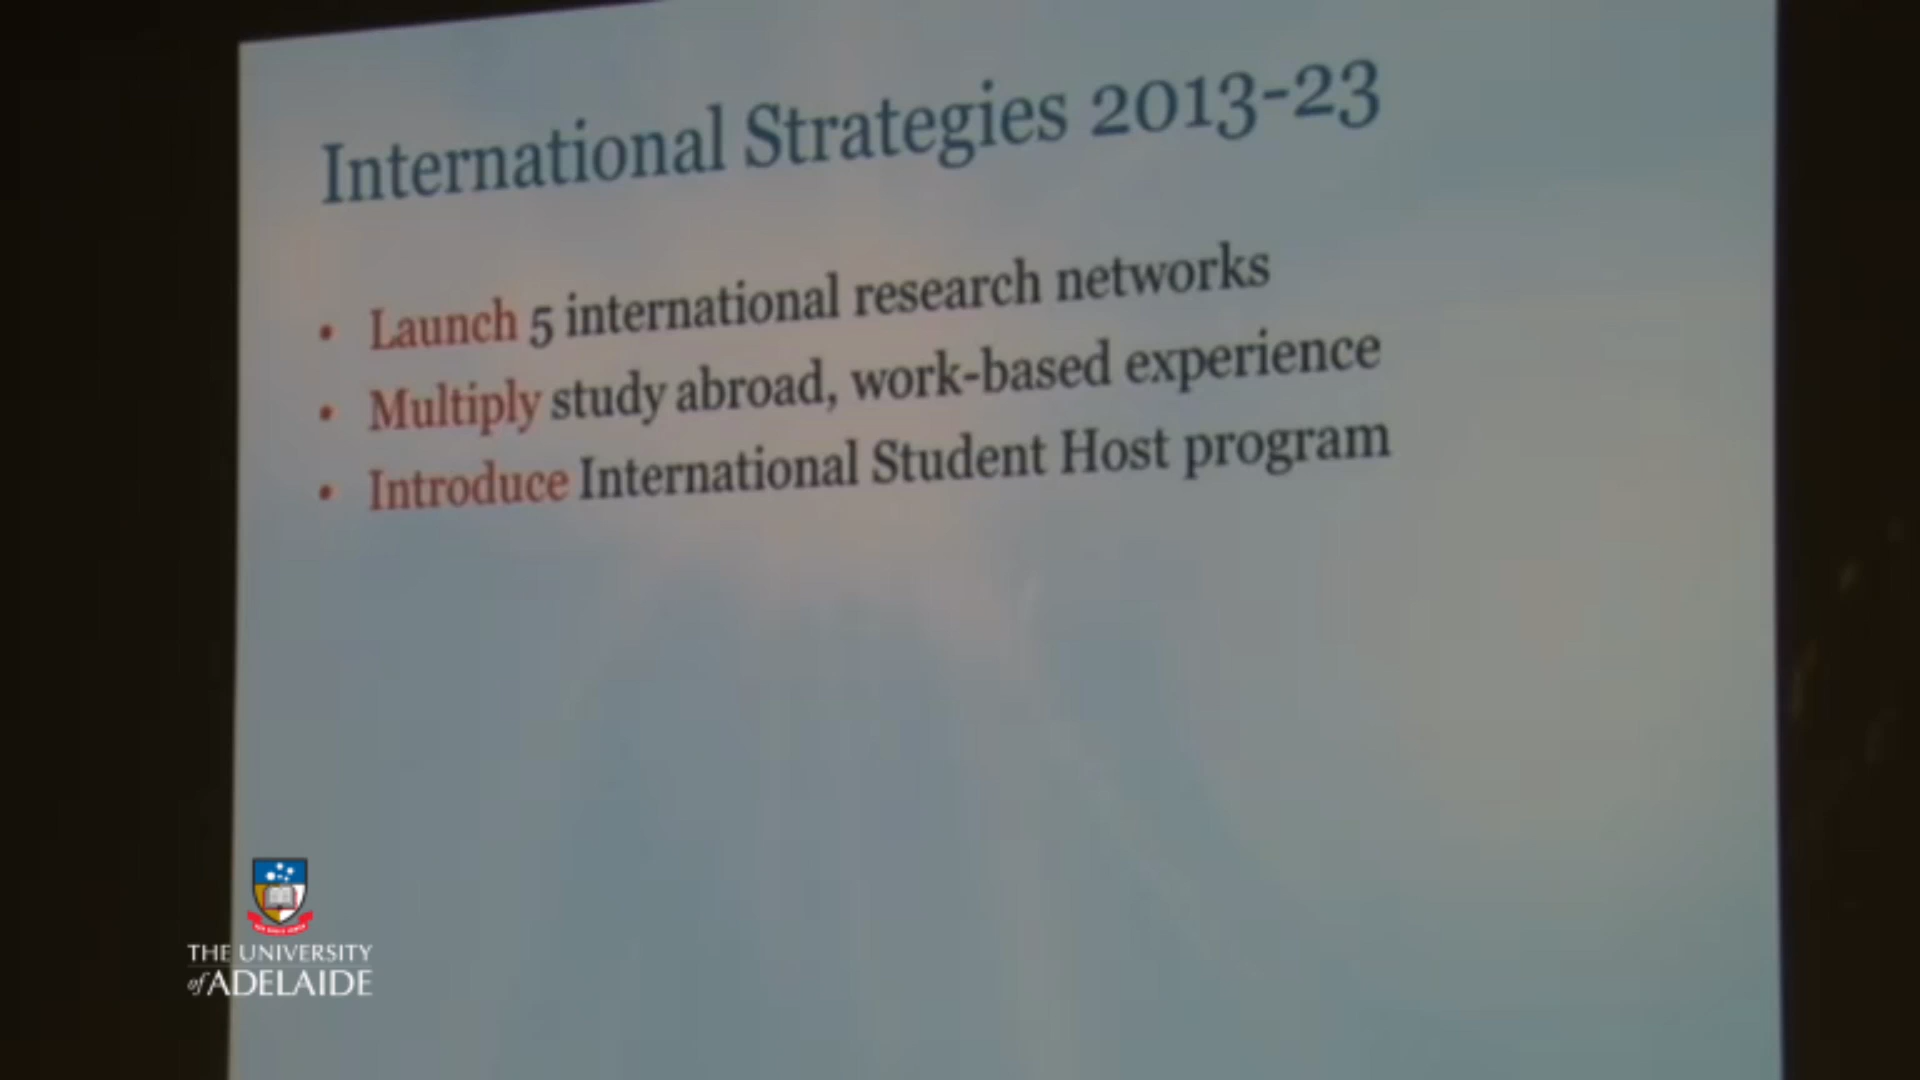 International Strategies 2013-23
• Launch 5 international research networks
• Multiply study abroad, work-based experience
• Introduce International Student Host program
THE UNIVERSITY
of ADELAIDE